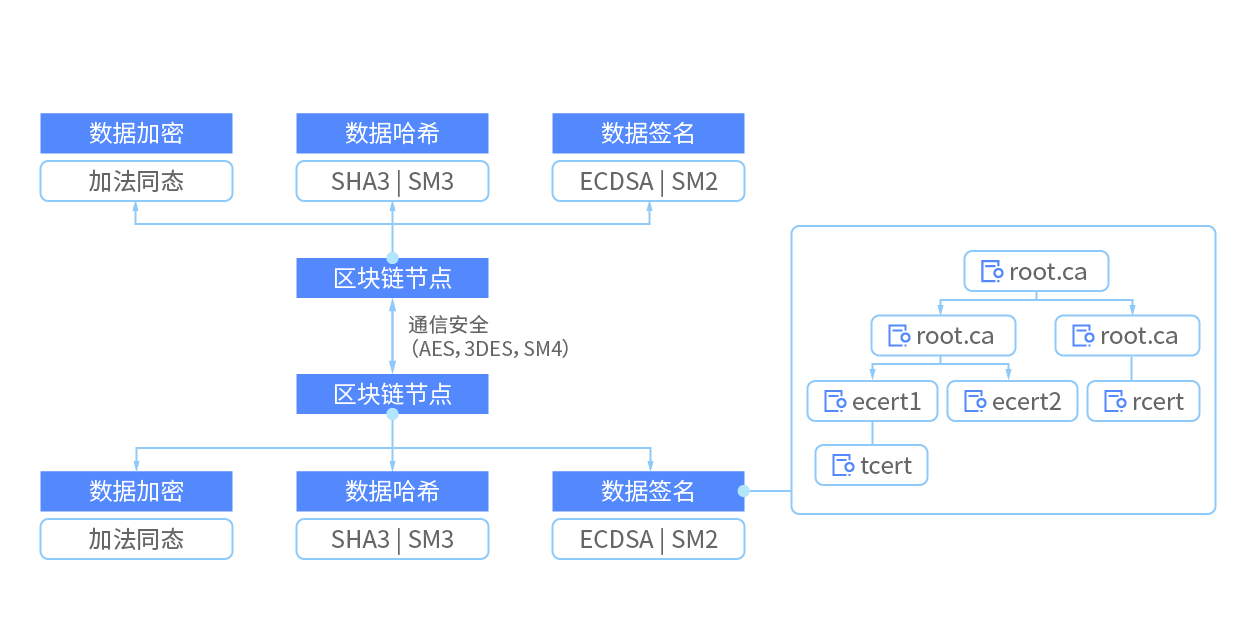 数据加密
数据哈希
数据签名
加法同态
SHA3 | SM3
ECDSA | SM2
区块链节点
通信安全
（AES，3DES，SM4）
区块链节点
数据加密
数据哈希
数据签名
加法同态
SHA3 | SM3
ECDSA | SM2
root.ca
root.ca
root.ca
ecert1
ecert2
rcert
tcert